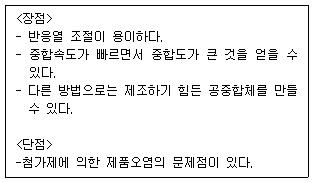 <장점>
- 반응열 조절이 용이하다.
- 중합속도가 빠르면서 중합도가 큰 것을 얻을 수
있다.
- 다른 방법으로는 제조하기 힘든 공중합체를 만들
수 있다.
<단점>
-첨가제에 의한 제품오염의 문제점이 있다.